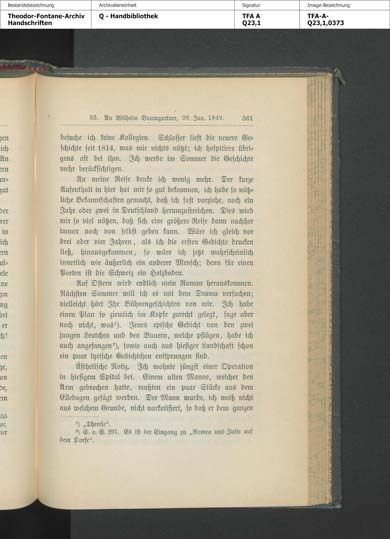 Bestandsbezeichnung
Archivalieneinheit
Signatur
Image-Bezeichnung
Theodor-Fontane-Archiv
Handschriften
Q - Handbibliothek
TFA A
Q23,1
TFA-A-
Q23,1,0373
53. An Wilhelm Baumgartner, 28. Jan. 1849. 361
besuche ich keine Kollegien. Schlosser liest die neuere Ge-
schichte seit 1814, was mir nichts nützt; ich hospitiere übri-
gens oft bei ihm. Ich werde im Sommer die Geschichte
mehr berücksichtigen.
An meine Reise denke ich wenig mehr. Der kurze
Aufenthalt in hier hat mir so gut bekommen, ich habe so nütz-
liche Bekanntschaften gemacht, daß ich fast vorziehe, noch ein
Jahr oder zwei in Deutschland herumzustreichen. Dies wird
mir so viel nützen, daß sich eine größere Reise dann nachher
immer noch von selbst geben kann. Wäre ich gleich vor
drei oder vier Jahren, als ich die ersten Gedichte drucken
ließ, hinausgekommen, so wäre ich jetzt wahrscheinlich
innerlich wie äußerlich ein anderer Mensch; denn für einen
Poeten ist die Schweiz ein Holzboden.
Auf Ostern wird endlich mein Roman herauskommen.
Nächsten Sommer will ich es mit dem Drama versuchen;
vielleicht hört Ihr Bühnengeschichten von mir. Ich habe
einen Plan so ziemlich im Kopfe zurecht gelegt, sage aber
noch nicht, was¹). Jenes epische Gedicht von den zwei
jungen Leutchen und den Bauern, welche pflügen, habe ich
auch angefangen²), sowie auch aus hiesiger Landschaft schon
ein paar lyrische Gedichtchen entsprungen sind.
Ästhetische Notiz. Ich wohnte jüngst einer Operation
in hiesigem Spital bei. Einem alten Manne, welcher den
Arm gebrochen hatte, mußten ein paar Stücke aus dem
Ellebogen gesägt werden. Der Mann wurde, ich weiß nicht
aus welchem Grunde, nicht narkotisiert, so daß er dem ganzen
¹) „Therese“.
²) S. o. S. 297. Es ist der Eingang zu „Romeo und Julie auf
dem Dorfe“.